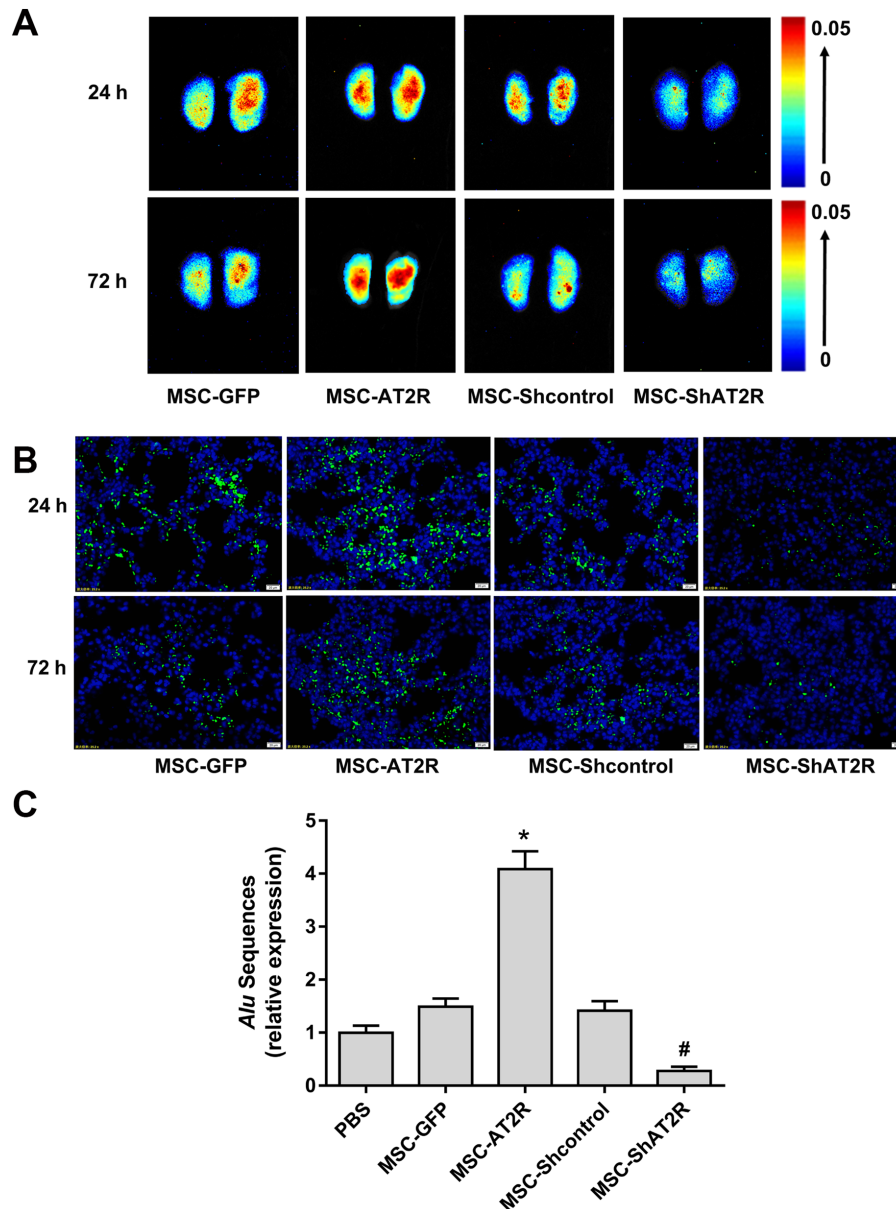 A
24 h
0.05
0
72 h
0.05
0
MSC-GFP
MSC-AT2R
MSC-Shcontrol
MSC-ShAT2R
B
24 h
72 h
MSC-GFP
MSC-AT2R
MSC-Shcontrol
MSC-ShAT2R
C
Alu Sequences
(relative expression)
5
4
3
2
1
0
*
#
PBS
MSC-GFP
MSC-AT2R
MSC-Shcontrol
MSC-ShAT2R